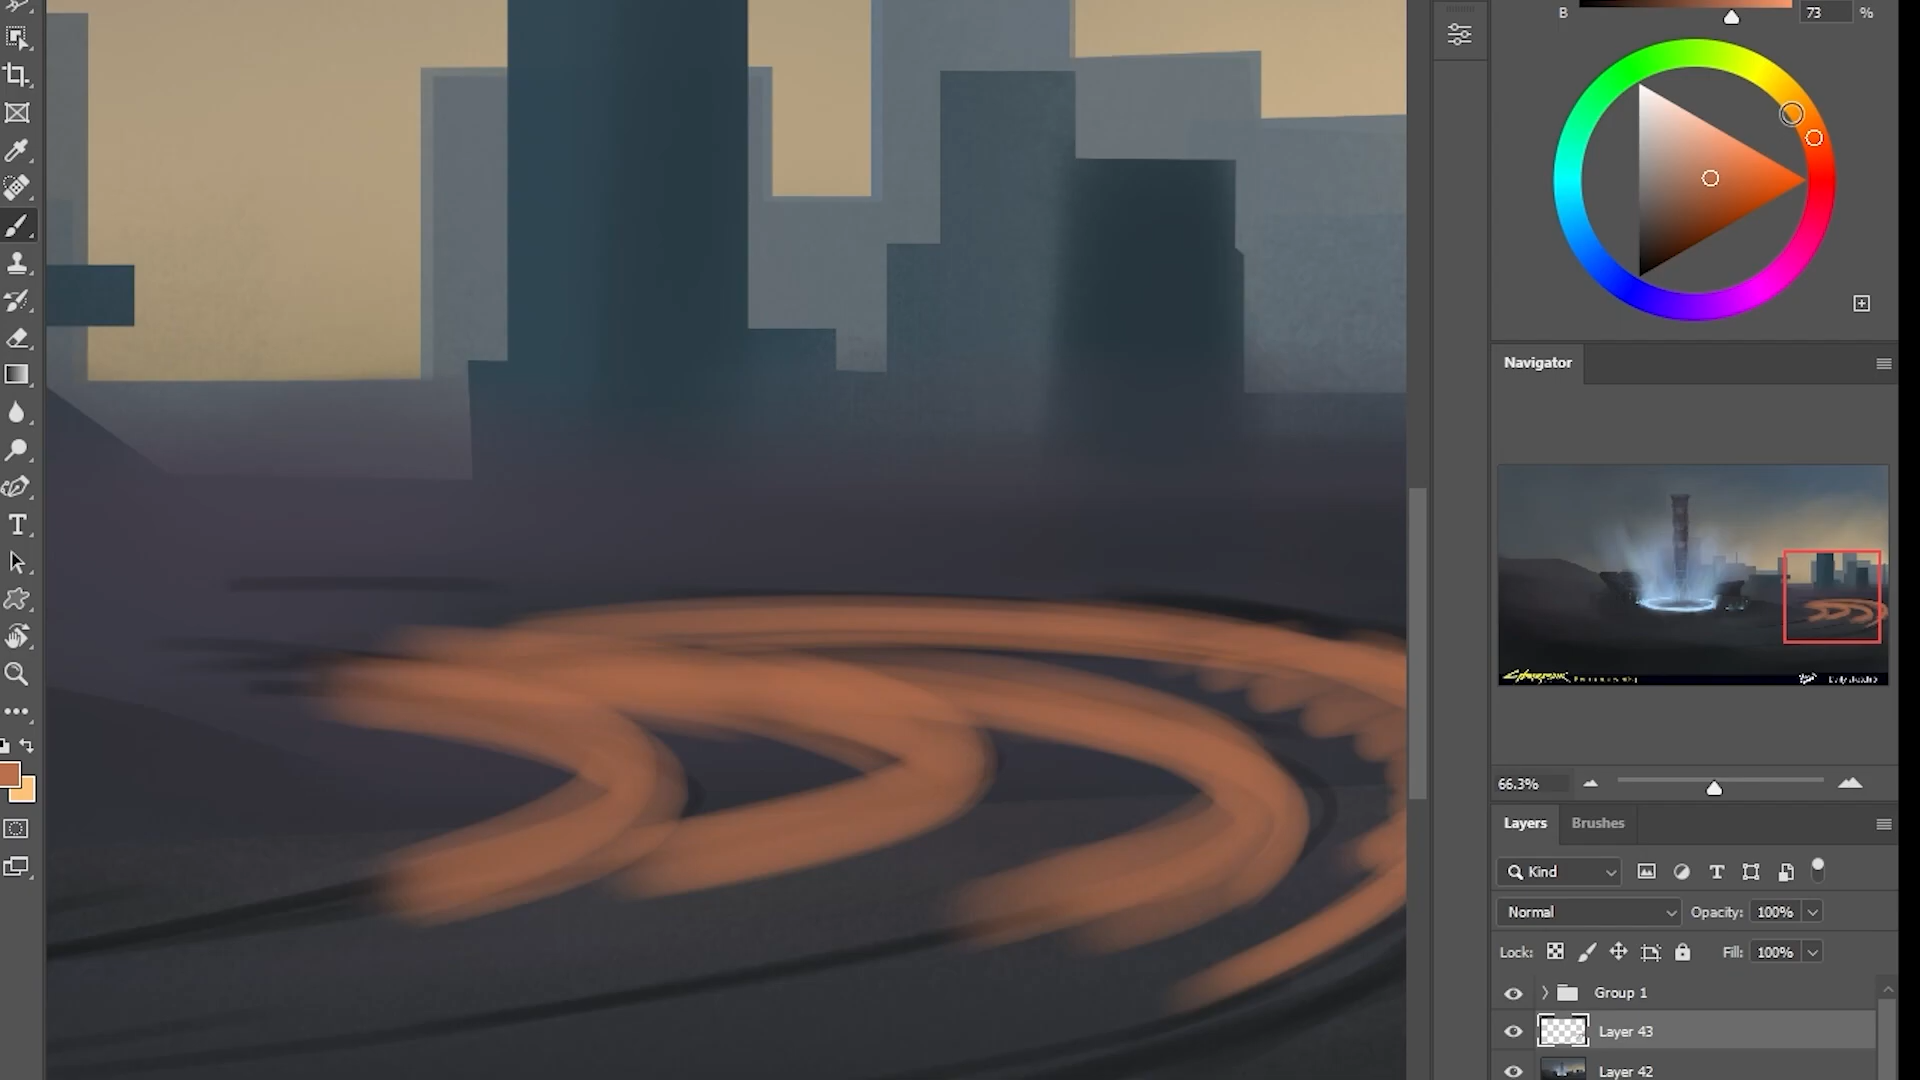 B 73 %
Navigator
66.3%
Layers Brushes
Kind
Normal Opacity: 100%
Lock: Fill: 100%
Group 1
Layer 43
Layer 42